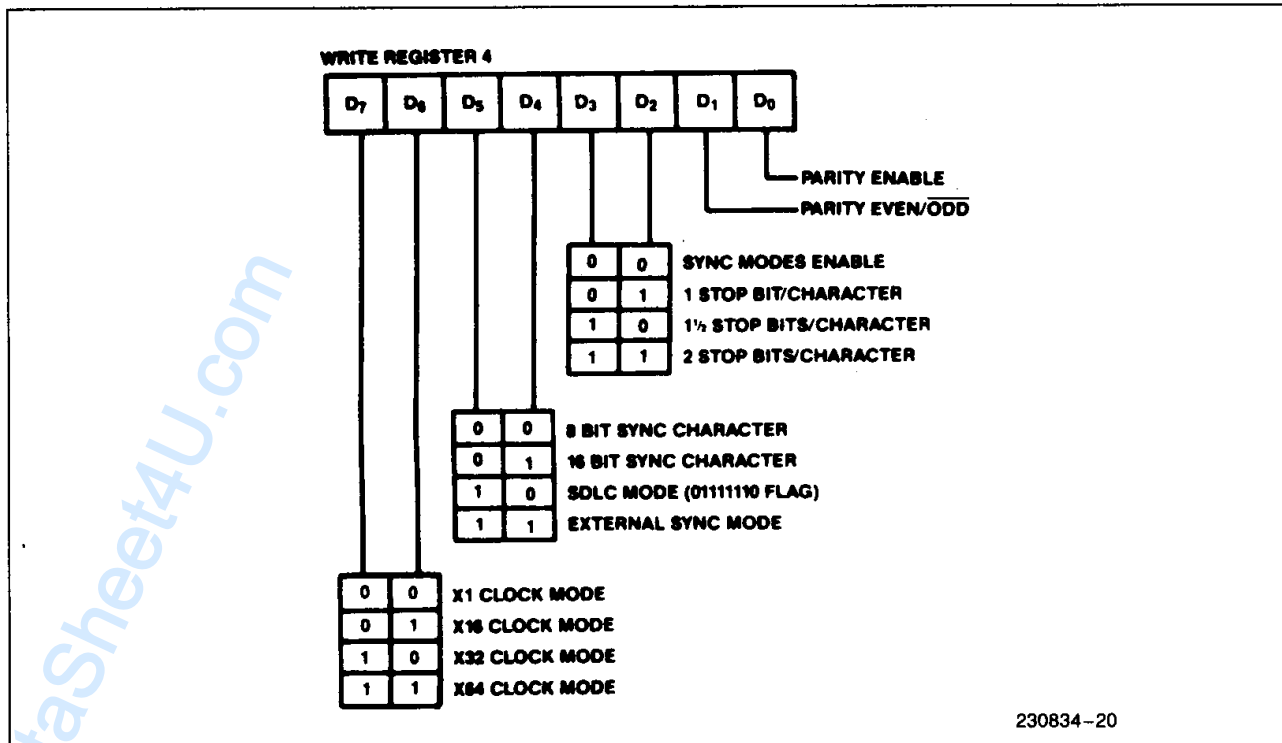 WRITE REGISTER 4
D7 D6 D5 D4 D3 D2 D1 D0
PARITY ENABLE
PARITY EVEN/ODD
0 0 SYNC MODES ENABLE
0 1 1 STOP BIT/CHARACTER
1 0 1½ STOP BITS/CHARACTER
1 1 2 STOP BITS/CHARACTER
0 0 8 BIT SYNC CHARACTER
0 1 16 BIT SYNC CHARACTER
1 0 SDLC MODE (01111110 FLAG)
1 1 EXTERNAL SYNC MODE
0 0 X1 CLOCK MODE
0 1 X16 CLOCK MODE
1 0 X32 CLOCK MODE
1 1 X64 CLOCK MODE
230834-20
taSheet4U.com